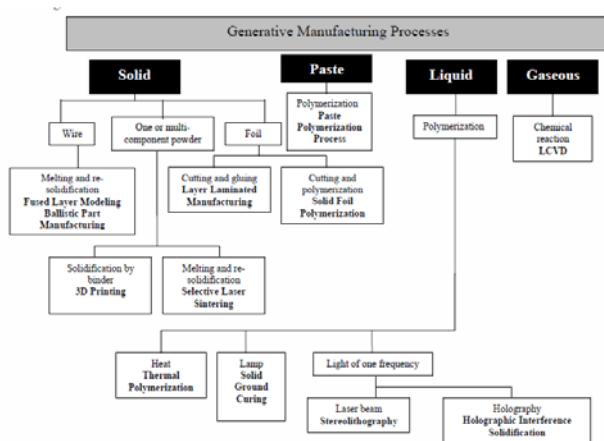 Generative Manufacturing Processes
Solid
Paste
Liquid
Gaseous
Wire
One or multi-
component powder
Foil
Polymerization
Paste
Polymerization
Process
Polymerization
Chemical
reaction
LCVD
Melting and re-
solidification
Fused Layer Modeling
Ballistic Part
Manufacturing
Cutting and gluing
Layer Laminated
Manufacturing
Cutting and
polymerization
Solid Foil
Polymerization
Solidification by
binder
3D Printing
Melting and re-
solidification
Selective Laser
Sintering
Heat
Thermal
Polymerization
Lamp
Solid
Ground
Curing
Light of one frequency
Laser beam
Stereolithography
Holography
Holographic Interference
Solidification